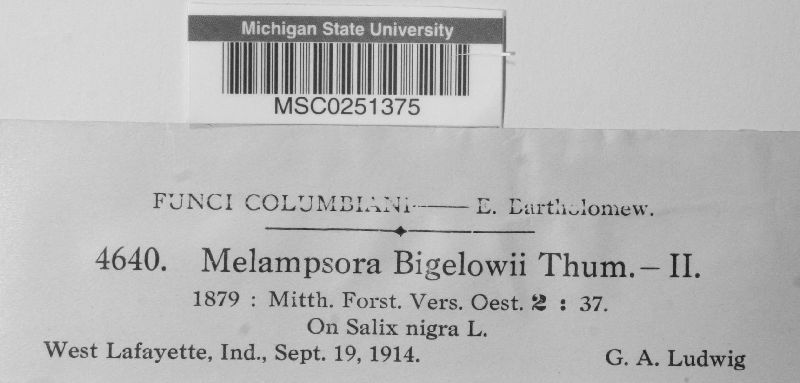 Michigan State University
MSC0251375
FUNGI COLUMBIANI — E. Bartholomew.
4640. Melampsora Bigelowii Thum. – II.
1879 : Mitth. Forst. Vers. Oest. 2 : 37.
On Salix nigra L.
West Lafayette, Ind., Sept. 19, 1914. G. A. Ludwig